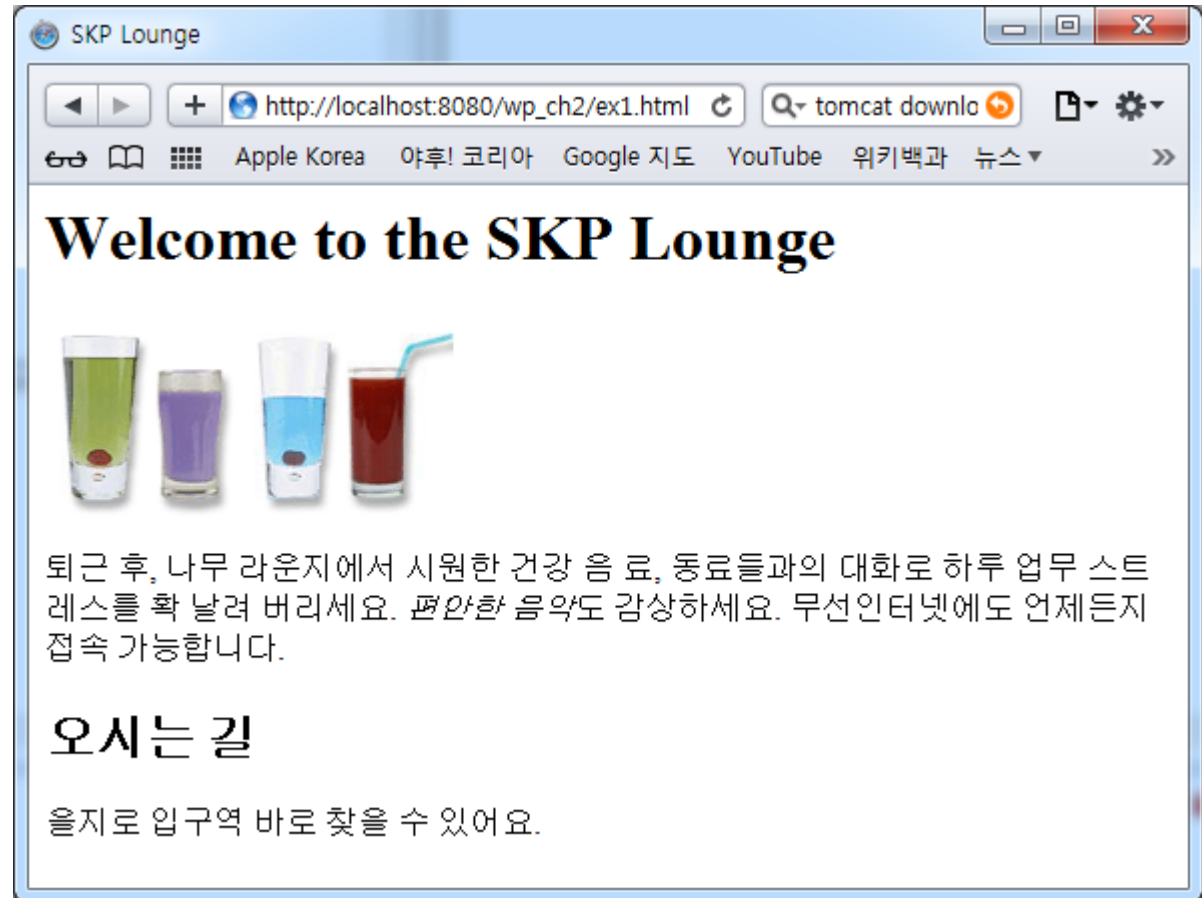 SKP Lounge
http://localhost:8080/wp_ch2/ex1.html
tomcat downlo
Apple Korea 야후! 코리아 Google 지도 YouTube 위키백과 뉴스
Welcome to the SKP Lounge
퇴근 후, 나무 라운지에서 시원한 건강 음 료, 동료들과의 대화로 하루 업무 스트
레스를 확 날려 버리세요. 편안한 음악도 감상하세요. 무선인터넷에도 언제든지
접속 가능합니다.
오시는 길
을지로 입구역 바로 찾을 수 있어요.